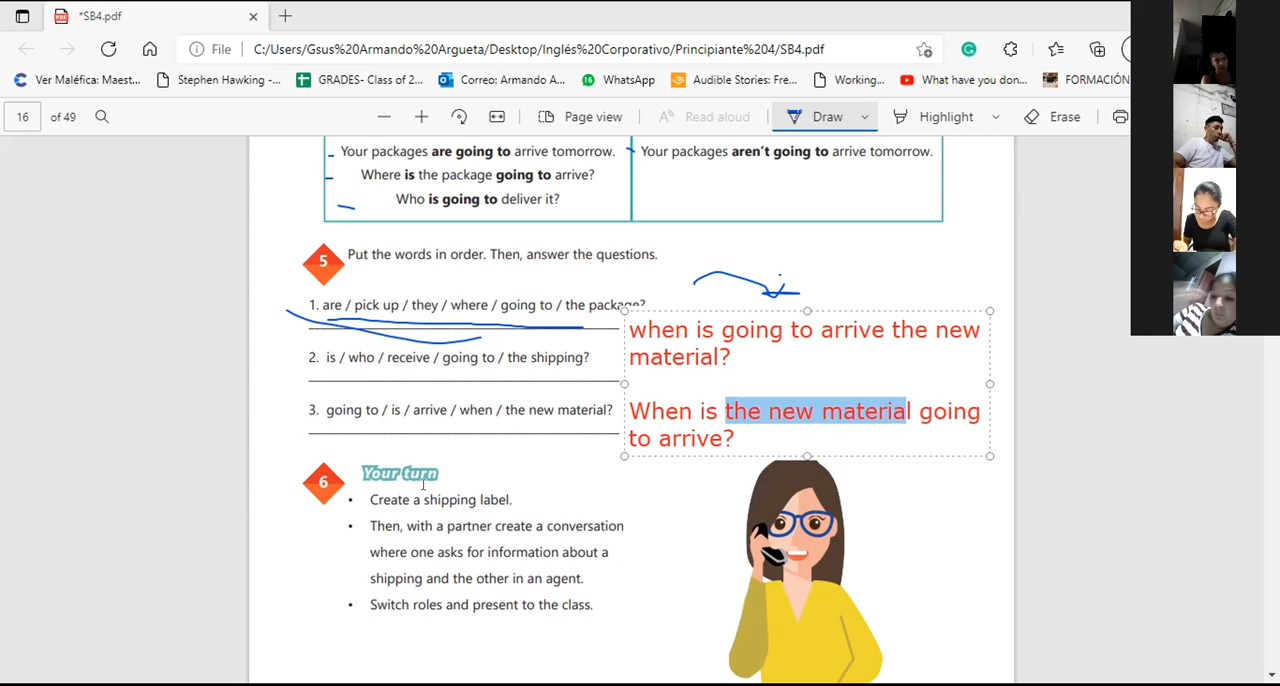 *SB4.pdf
File
C:/Users/Gsus%20Armando%20Argueta/Desktop/Inglés%20Corporativo/Principiante%204/SB4.pdf
Ver Maléfica: Maest...
Stephen Hawking -...
GRADES- Class of 2...
Correo: Armando A...
WhatsApp
Audible Stories: Fre...
Working...
What have you don...
FORMACIÓN
16 of 49
Page view
Read aloud
Draw
Highlight
Erase
Your packages are going to arrive tomorrow.
Your packages aren't going to arrive tomorrow.
Where is the package going to arrive?
Who is going to deliver it?
5 Put the words in order. Then, answer the questions.
1. are / pick up / they / where / going to / the package?
when is going to arrive the new
material?
2. is / who / receive / going to / the shipping?
3. going to / is / arrive / when / the new material?
When is the new material going
to arrive?
6 Your turn
• Create a shipping label.
• Then, with a partner create a conversation
where one asks for information about a
shipping and the other in an agent.
• Switch roles and present to the class.